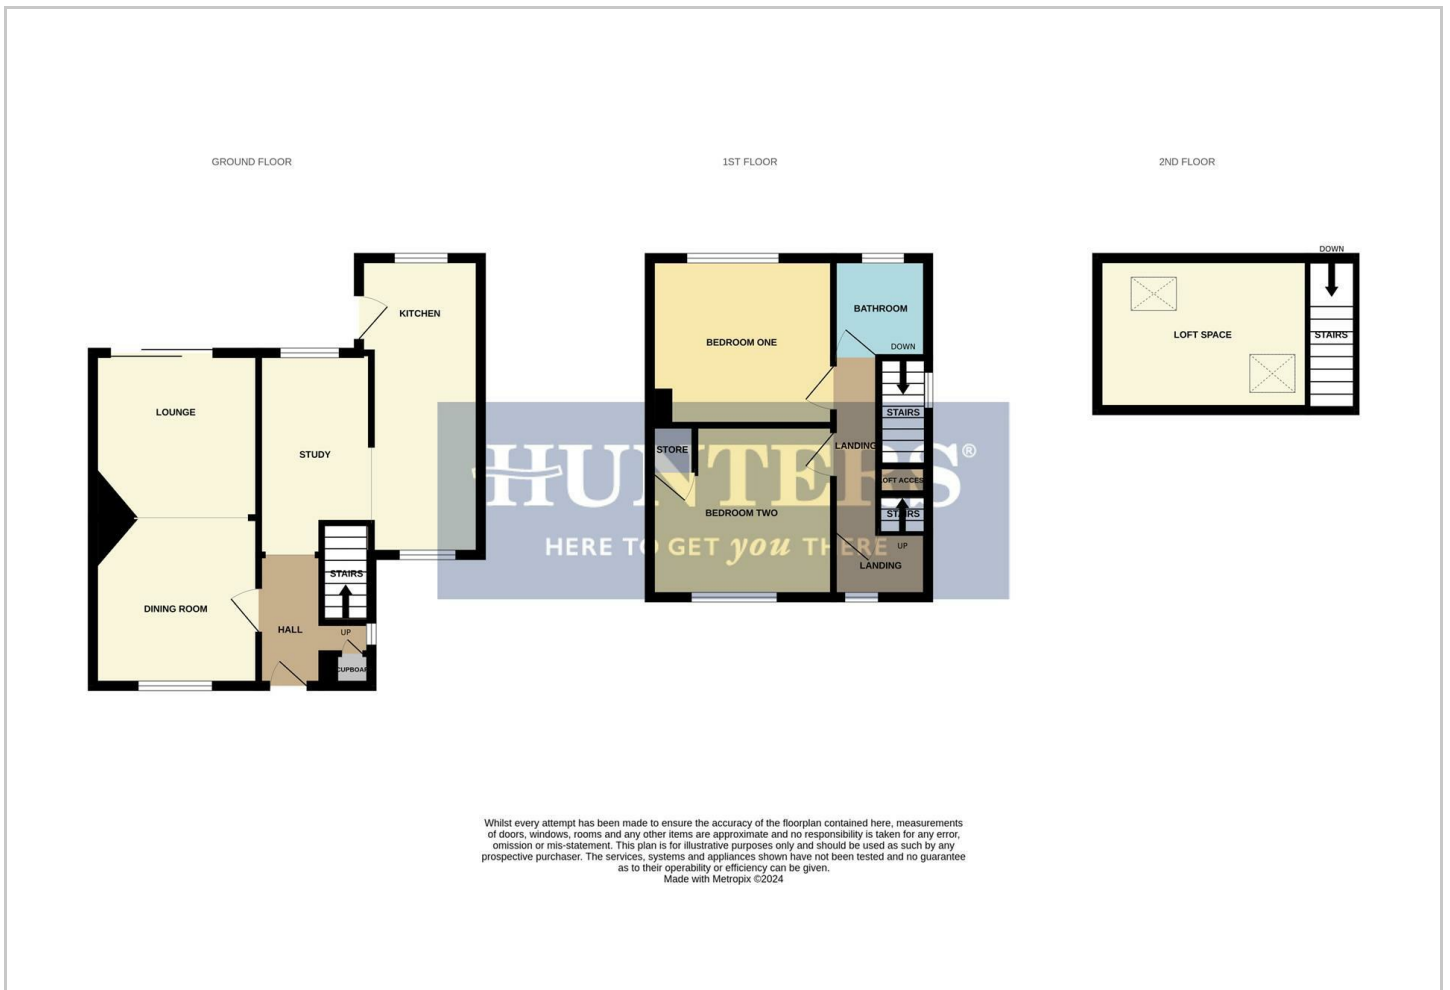 GROUND FLOOR
1ST FLOOR
2ND FLOOR
KITCHEN
LOUNGE
STUDY
DINING ROOM
HALL
STAIRS
UP
CUPBOAR
BEDROOM ONE
BATHROOM
DOWN
STAIRS
LANDING
STORE
LOFT ACCES
BEDROOM TWO
STAIRS
UP
LANDING
DOWN
LOFT SPACE
STAIRS
HUNTERS®
HERE TO GET you THERE
Whilst every attempt has been made to ensure the accuracy of the floorplan contained here, measurements
of doors, windows, rooms and any other items are approximate and no responsibility is taken for any error,
omission or mis-statement. This plan is for illustrative purposes only and should be used as such by any
prospective purchaser. The services, systems and appliances shown have not been tested and no guarantee
as to their operability or efficiency can be given.
Made with Metropix ©2024